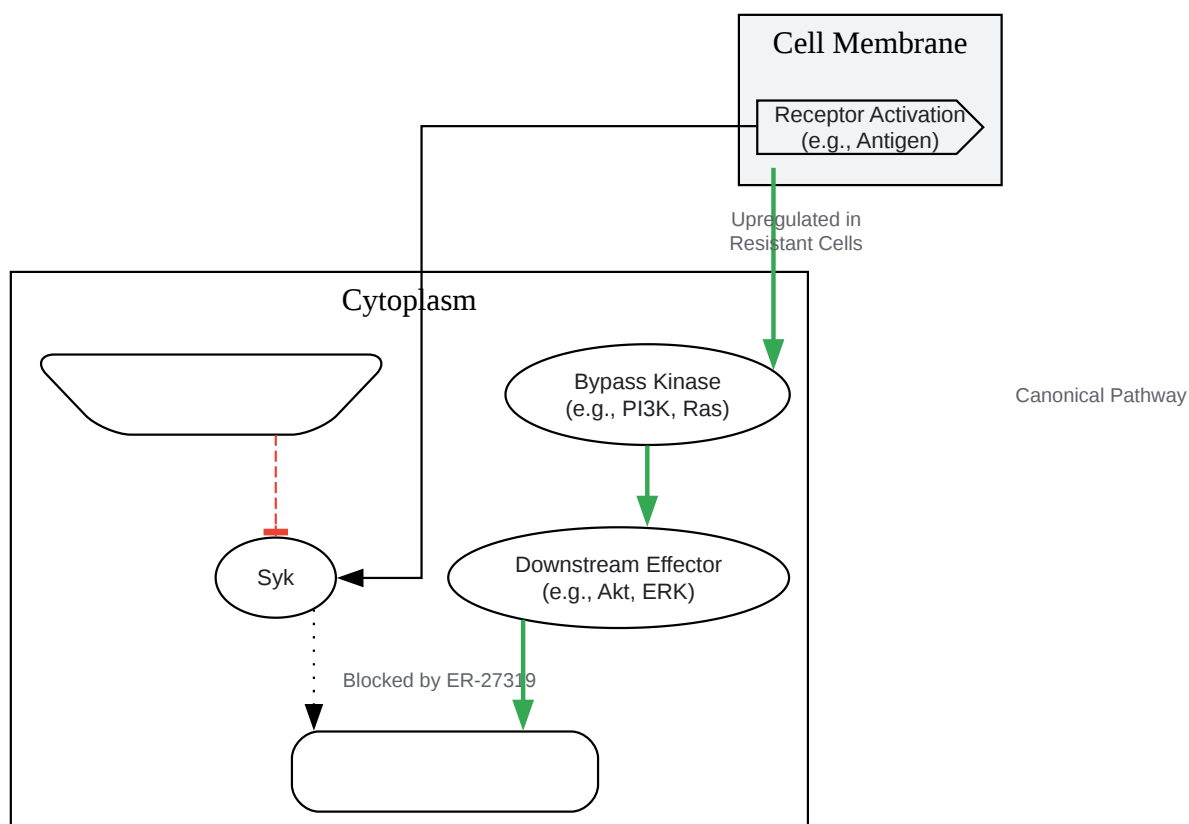 Cell Membrane
Receptor Activation
(e.g., Antigen)
Upregulated in
Resistant Cells
Cytoplasm
Bypass Kinase
(e.g., PI3K, Ras)
Canonical Pathway
Syk
Downstream Effector
(e.g., Akt, ERK)
Blocked by ER-27319